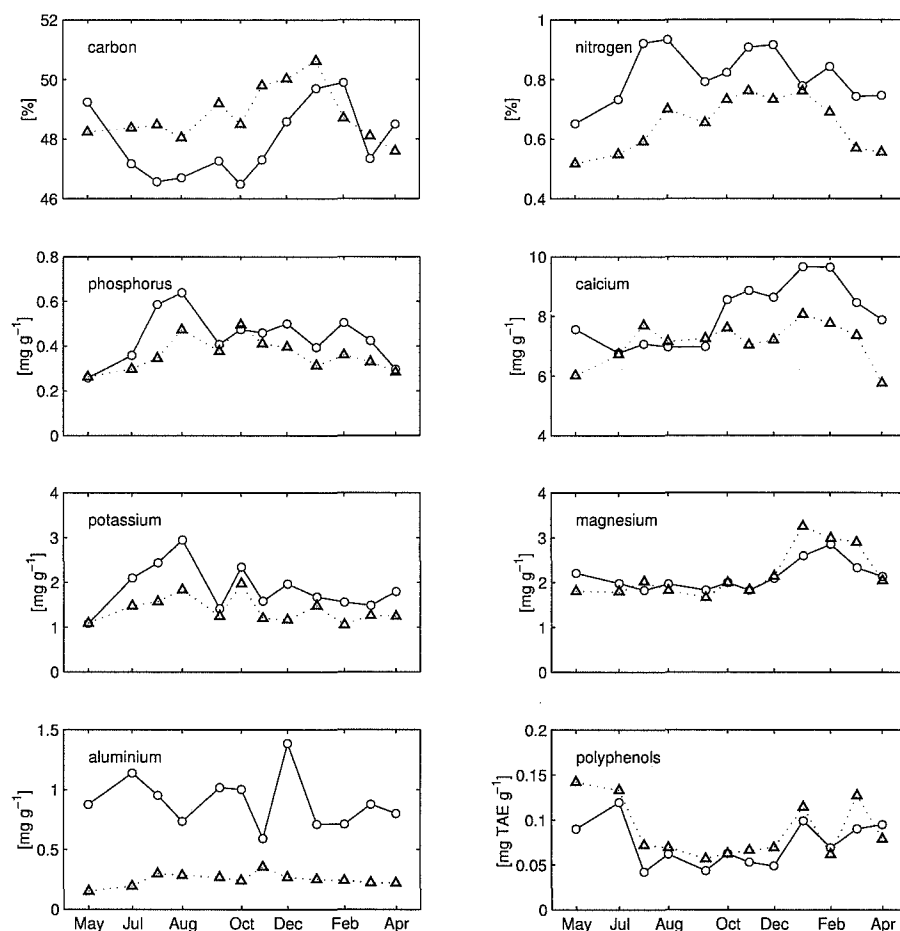 52
carbon
50
[%]
48
46
1
nitrogen
0.8
[%]
0.6
0.4
0.8
phosphorus
0.6
[mg g⁻¹]
0.4
0.2
0
10
calcium
8
[mg g⁻¹]
6
4
4
potassium
3
[mg g⁻¹]
2
1
0
4
magnesium
3
[mg g⁻¹]
2
1
0
1.5
aluminium
1
[mg g⁻¹]
0.5
0
May Jul Aug Oct Dec Feb Apr
0.2
polyphenols
0.15
[mg TAE g⁻¹]
0.1
0.05
0
May Jul Aug Oct Dec Feb Apr